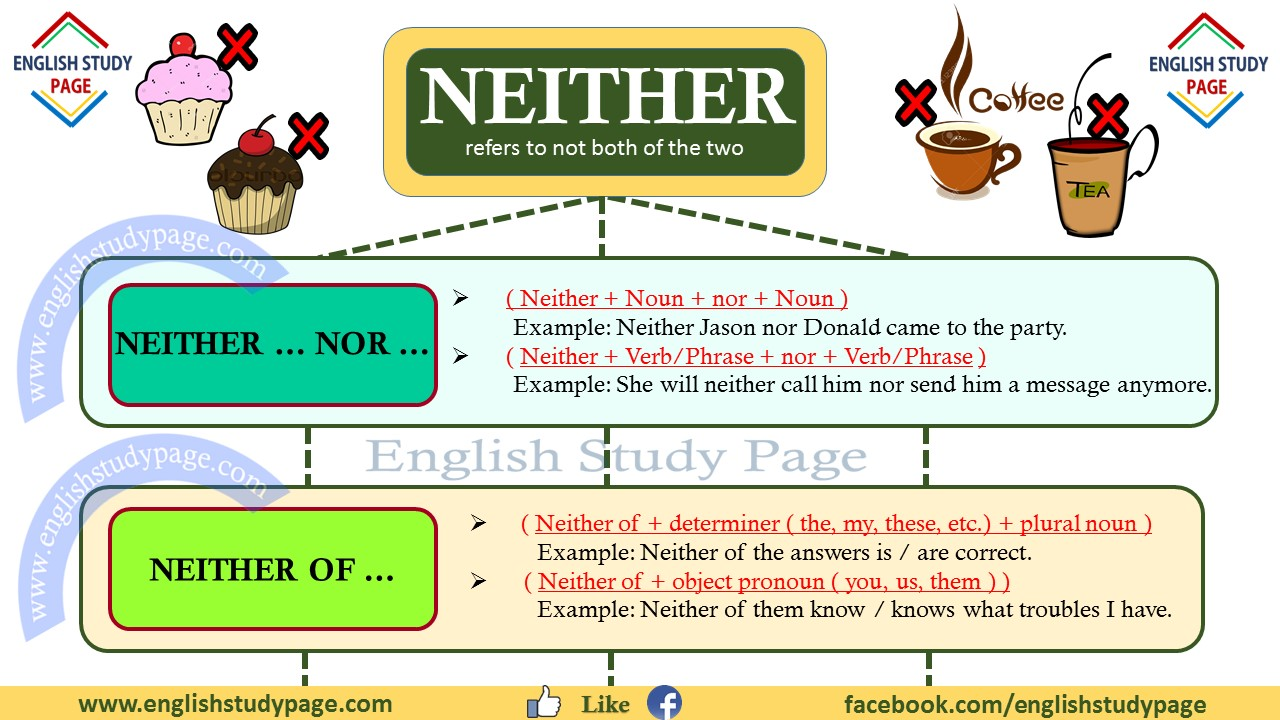 ENGLISH STUDY
PAGE
NEITHER
refers to not both of the two
Coffee
TEA
ENGLISH STUDY
PAGE
www.englishstudypage.com
NEITHER … NOR …
( Neither + Noun + nor + Noun )
Example: Neither Jason nor Donald came to the party.
( Neither + Verb/Phrase + nor + Verb/Phrase )
Example: She will neither call him nor send him a message anymore.
English Study Page
www.englishstudypage.com
NEITHER OF …
( Neither of + determiner ( the, my, these, etc.) + plural noun )
Example: Neither of the answers is / are correct.
( Neither of + object pronoun ( you, us, them ) )
Example: Neither of them know / knows what troubles I have.
www.englishstudypage.com
Like
f
facebook.com/englishstudypage